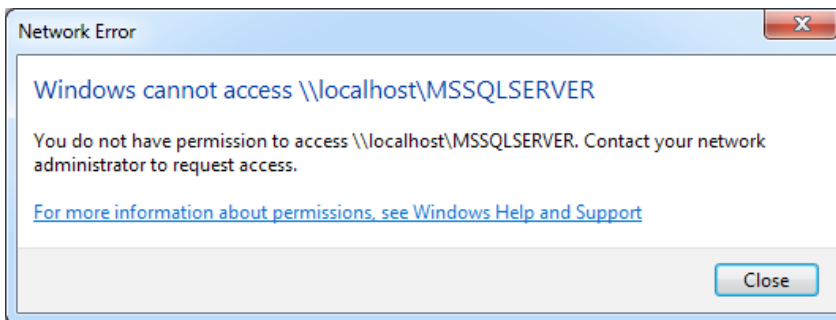 Network Error
Windows cannot access \\localhost\MSSQLSERVER
You do not have permission to access \\localhost\MSSQLSERVER. Contact your network
administrator to request access.
For more information about permissions, see Windows Help and Support
Close